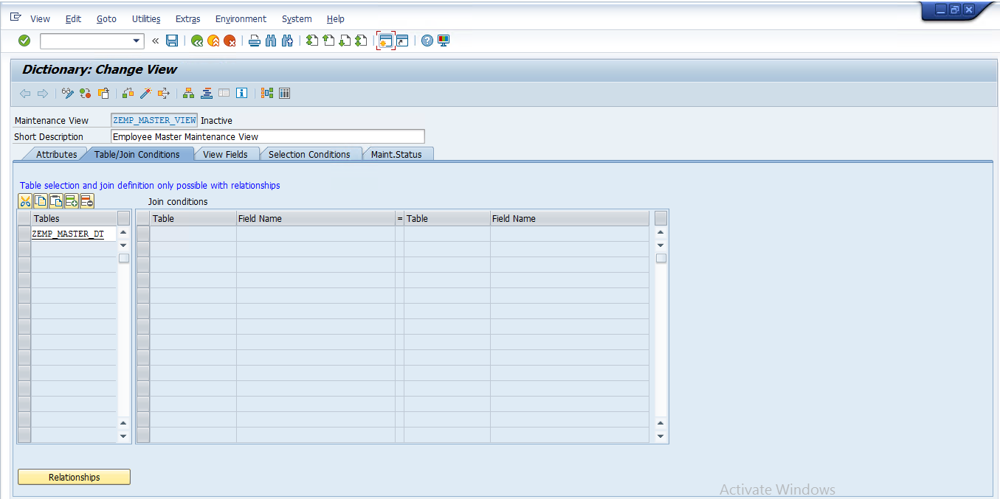 View Edit Goto Utilities Extras Environment System Help
«
Dictionary: Change View
Maintenance View ZEMP_MASTER_VIEW Inactive
Short Description Employee Master Maintenance View
Attributes Table/Join Conditions View Fields Selection Conditions Maint.Status
Table selection and join definition only possible with relationships
Join conditions
Tables Table Field Name = Table Field Name
ZEMP_MASTER_DT
Relationships
Activate Windows